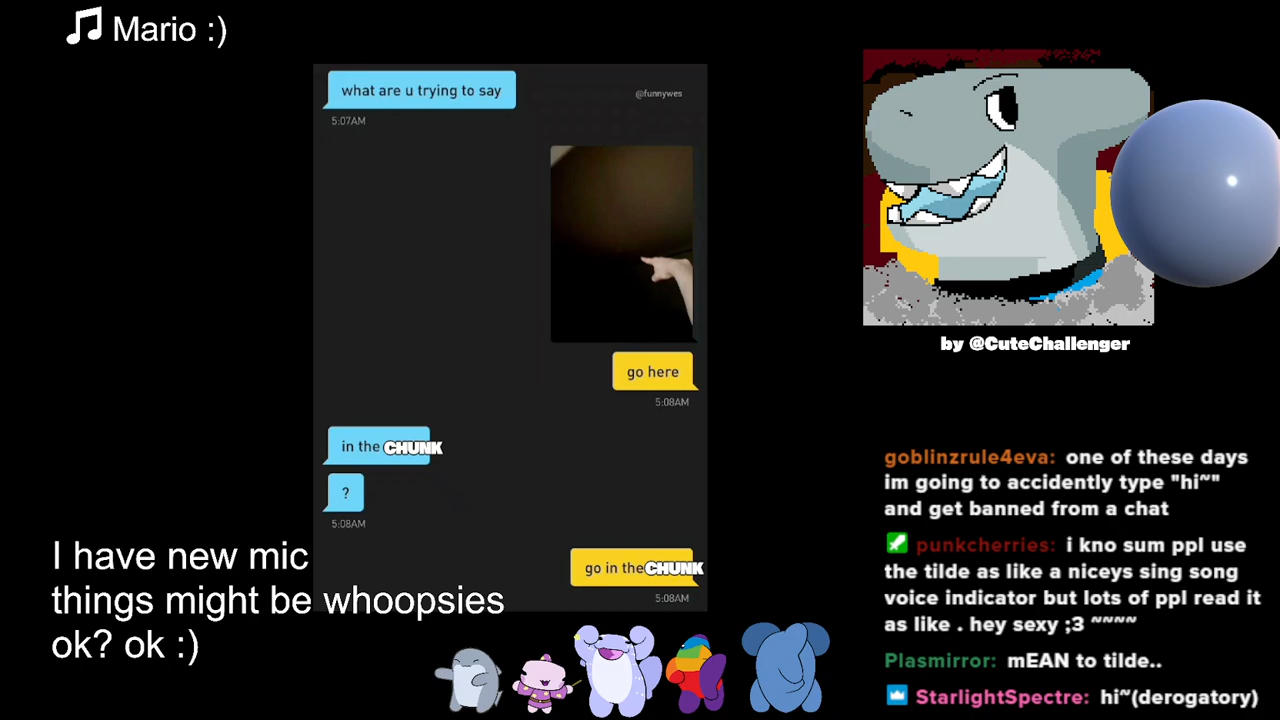 Mario :)
what are u trying to say
@funnywes
5:07AM
go here
5:08AM
in the CHUNK
?
5:08AM
go in the CHUNK
5:08AM
I have new mic
things might be whoopsies
ok? ok :)
by @CuteChallenger
goblinzrule4eva: one of these days
im going to accidently type "hi~"
and get banned from a chat
punkcherries: i kno sum ppl use
the tilde as like a niceys sing song
voice indicator but lots of ppl read it
as like . hey sexy ;3 ~~~~
Plasmirror: mEAN to tilde..
StarlightSpectre: hi~(derogatory)